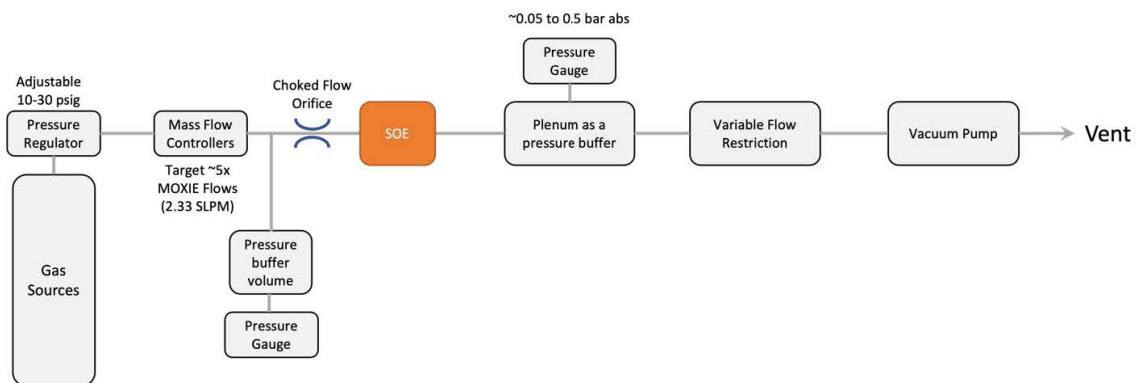 ~0.05 to 0.5 bar abs
Pressure
Gauge
Adjustable
10-30 psig
Pressure
Regulator
Mass Flow
Controllers
Target ~5x
MOXIE Flows
(2.33 SLPM)
Choked Flow
Orifice
SOE
Plenum as a
pressure buffer
Variable Flow
Restriction
Vacuum Pump
Vent
Gas
Sources
Pressure
buffer
volume
Pressure
Gauge